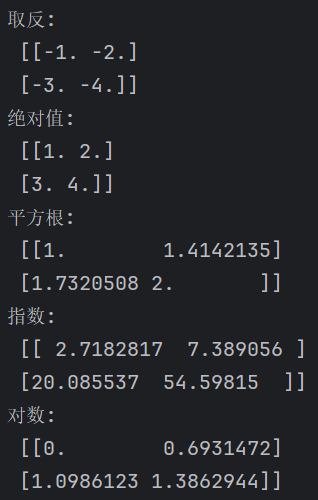 取反:
 [[-1. -2.]
 [-3. -4.]]
绝对值:
 [[1. 2.]
 [3. 4.]]
平方根:
 [[1.        1.4142135]
 [1.7320508 2.       ]]
指数:
 [[ 2.7182817  7.389056 ]
 [20.085537  54.59815  ]]
对数:
 [[0.        0.6931472]
 [1.0986123 1.3862944]]